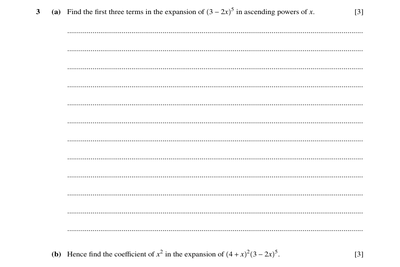 3 (a) Find the first three terms in the expansion of (3 – 2x)⁵ in ascending powers of x. [3]
(b) Hence find the coefficient of x² in the expansion of (4 + x)²(3 – 2x)⁵. [3]